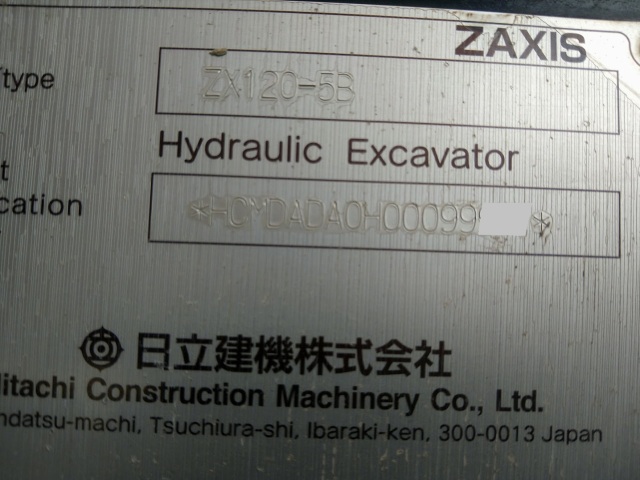 ZAXIS
type
ZX120-5B
Hydraulic Excavator
t
cation
*HCMDADA0H00099 *
日立建機株式会社
Hitachi Construction Machinery Co., Ltd.
ndatsu-machi, Tsuchiura-shi, Ibaraki-ken, 300-0013 Japan